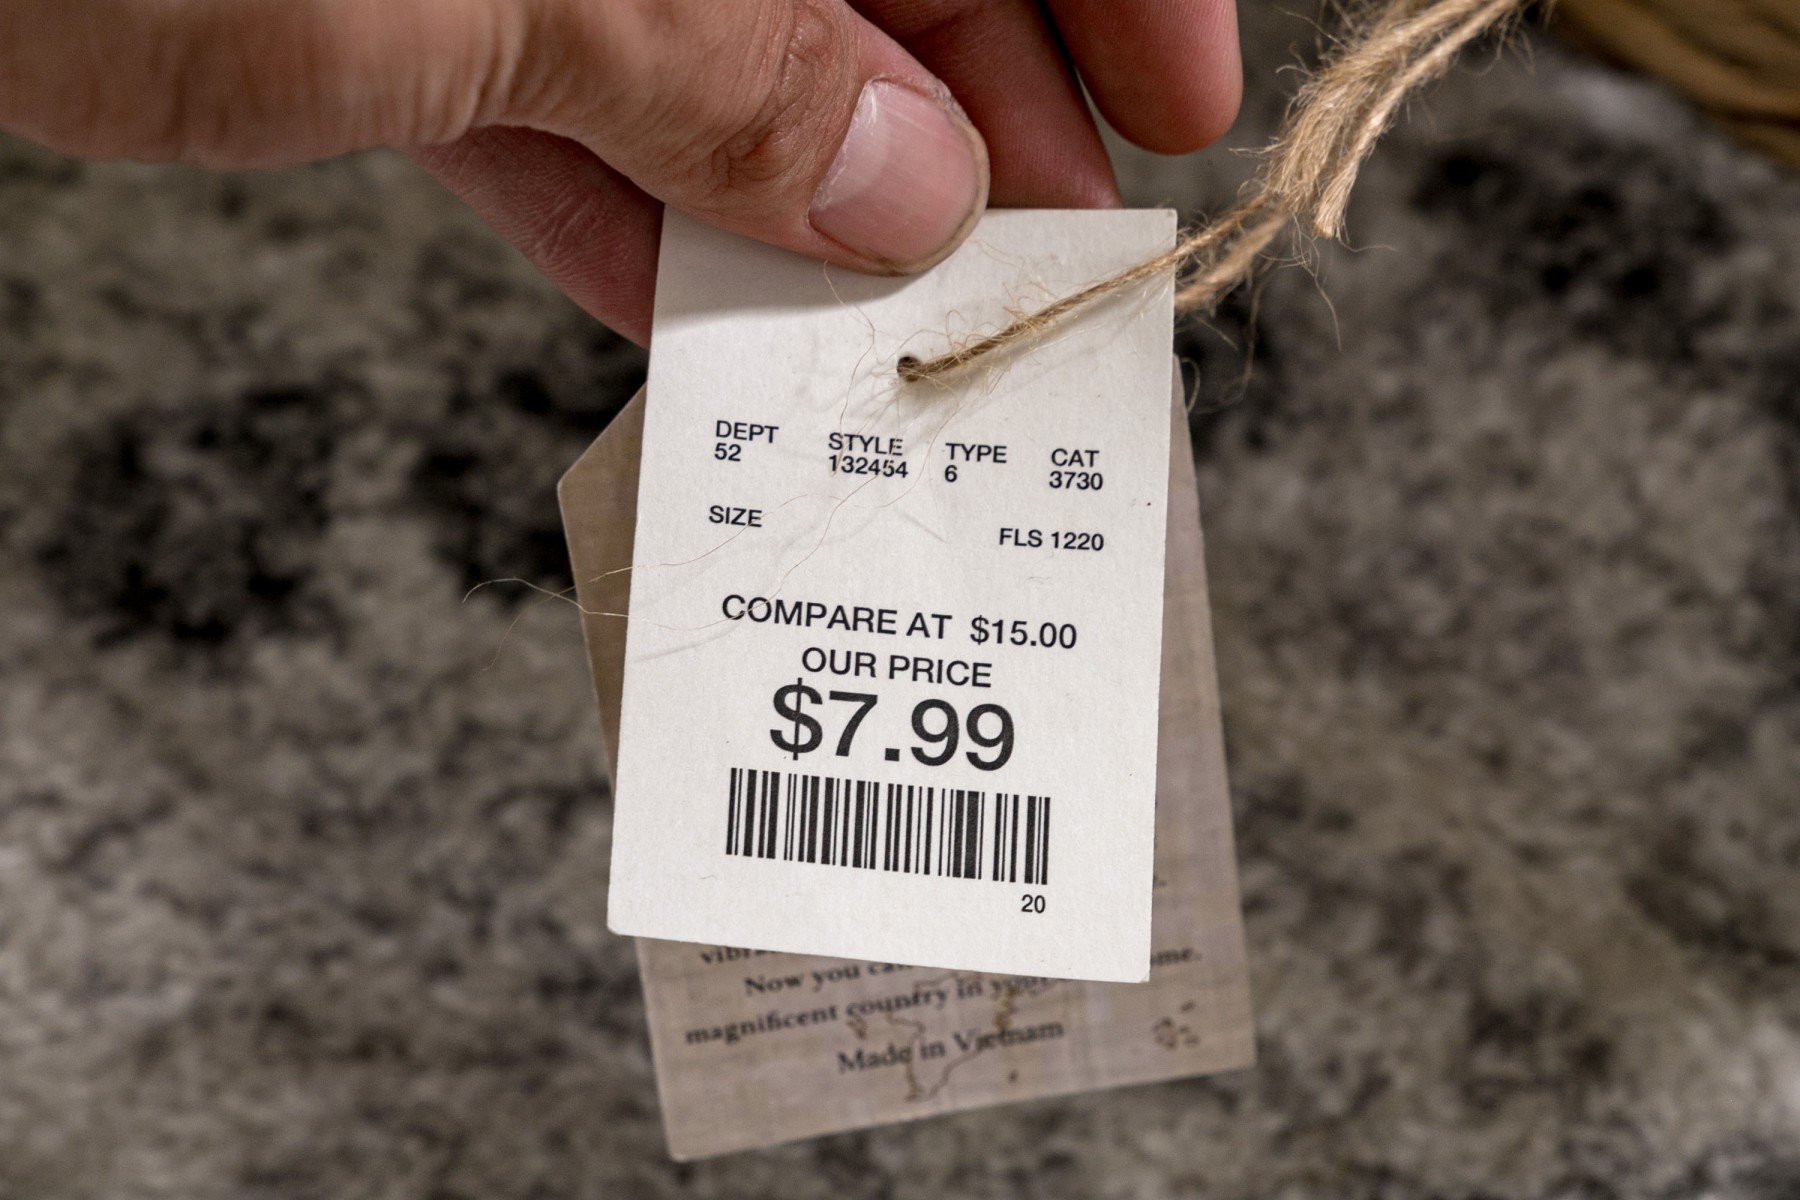 DEPT STYLE TYPE CAT
52 132454 6 3730
SIZE FLS 1220
COMPARE AT $15.00
OUR PRICE
$7.99
20
Now you
magnificent country in
Made in Vietnam